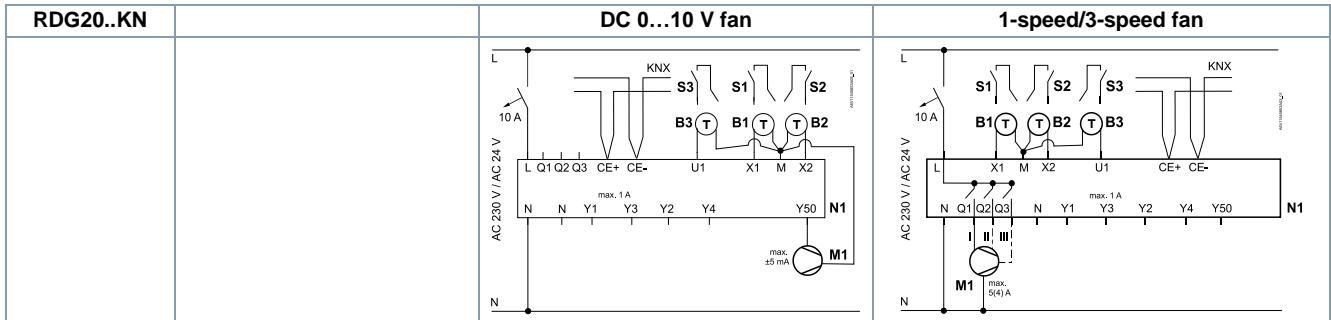 RDG20..KN
DC 0…10 V fan
1-speed/3-speed fan
L
KNX
S3 S1 S2
10 A
B3 T B1 T T B2
AC 230 V / AC 24 V
L Q1 Q2 Q3 CE+ CE- U1 X1 M X2
max. 1 A
N N Y1 Y3 Y2 Y4 Y50 N1
max.
±5 mA
M1
N
L
KNX
S1 S2 S3
10 A
B1 T T B2 T B3
AC 230 V / AC 24 V
L X1 M X2 U1 CE+ CE-
max. 1 A
N Q1 Q2 Q3 N Y1 Y3 Y2 Y4 Y50 N1
I II III
M1
max.
5(4) A
N